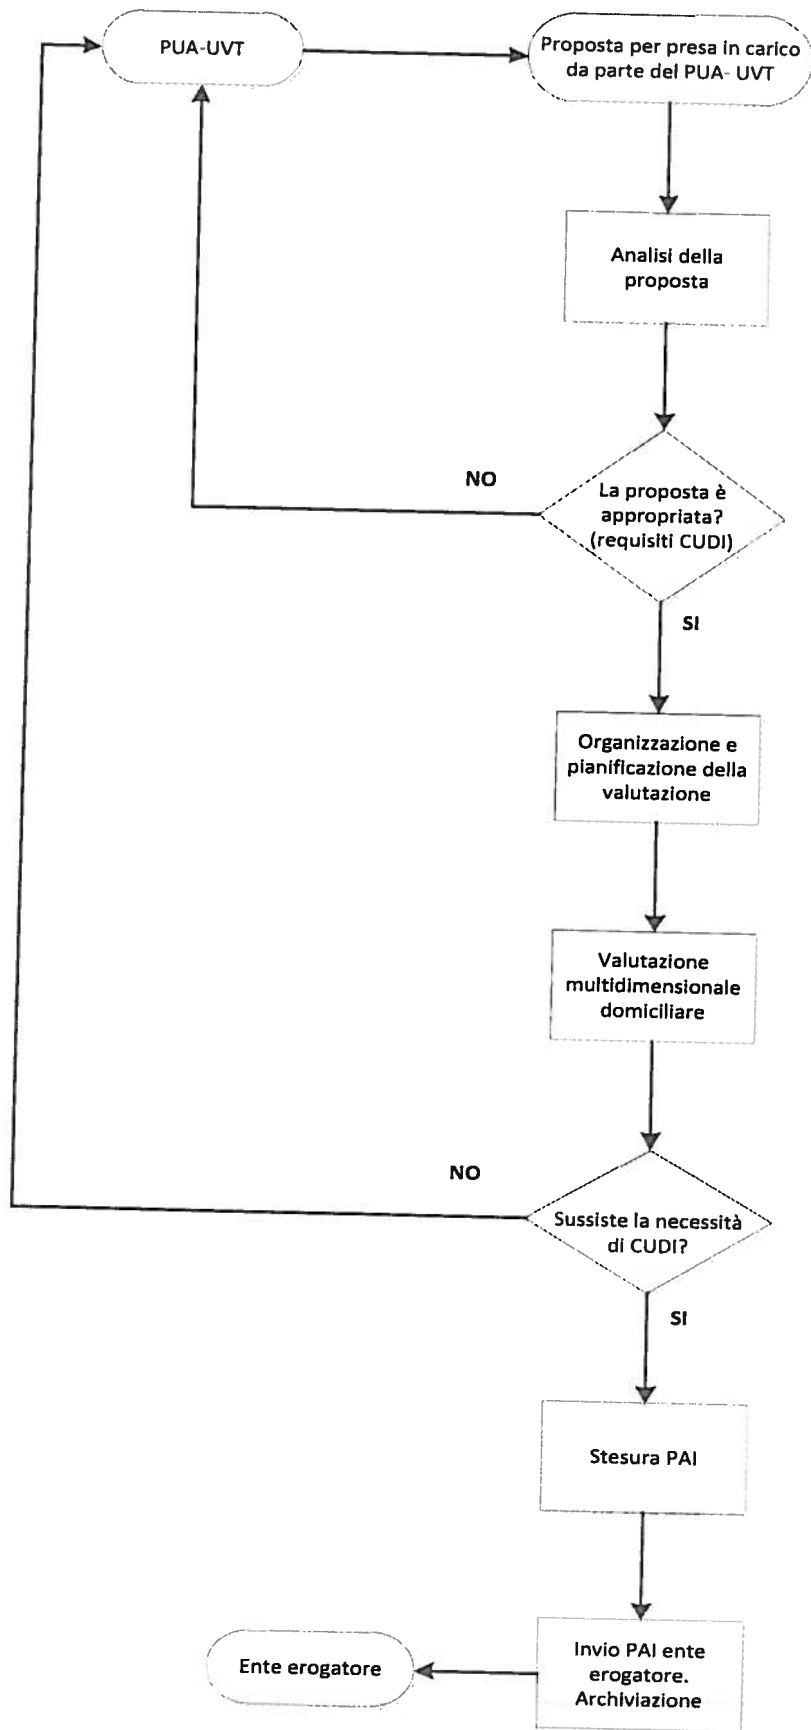 PUA-UVT
Proposta per presa in carico
da parte del PUA- UVT
Analisi della
proposta
NO
La proposta è
appropriata?
(requisiti CUDI)
SI
Organizzazione e
pianificazione della
valutazione
Valutazione
multidimensionale
domiciliare
NO
Sussiste la necessità
di CUDI?
SI
Stesura PAI
Ente erogatore
Invio PAI ente
erogatore.
Archiviazione